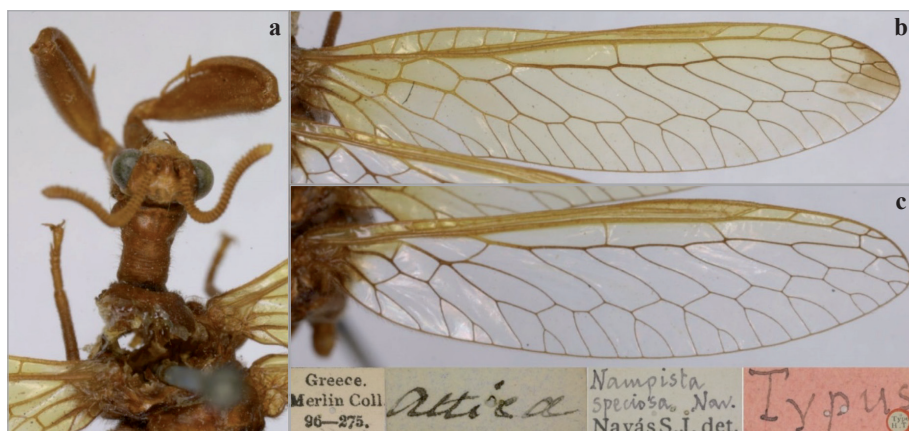 a
b
c
Greece.
Merlin Coll.
96—275.
attica
Nampista
speciosa. Nav.
Navás S. J. det.
Typus